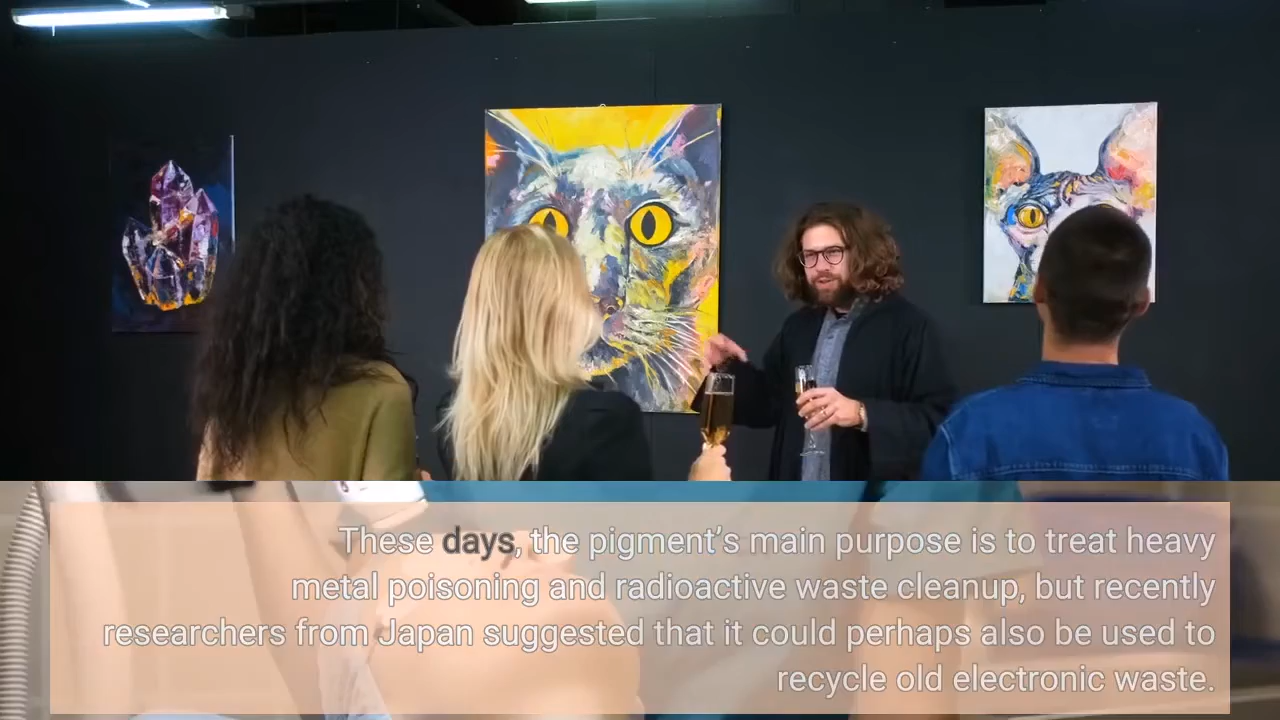 These days, the pigment’s main purpose is to treat heavy
metal poisoning and radioactive waste cleanup, but recently
researchers from Japan suggested that it could perhaps also be used to
recycle old electronic waste.